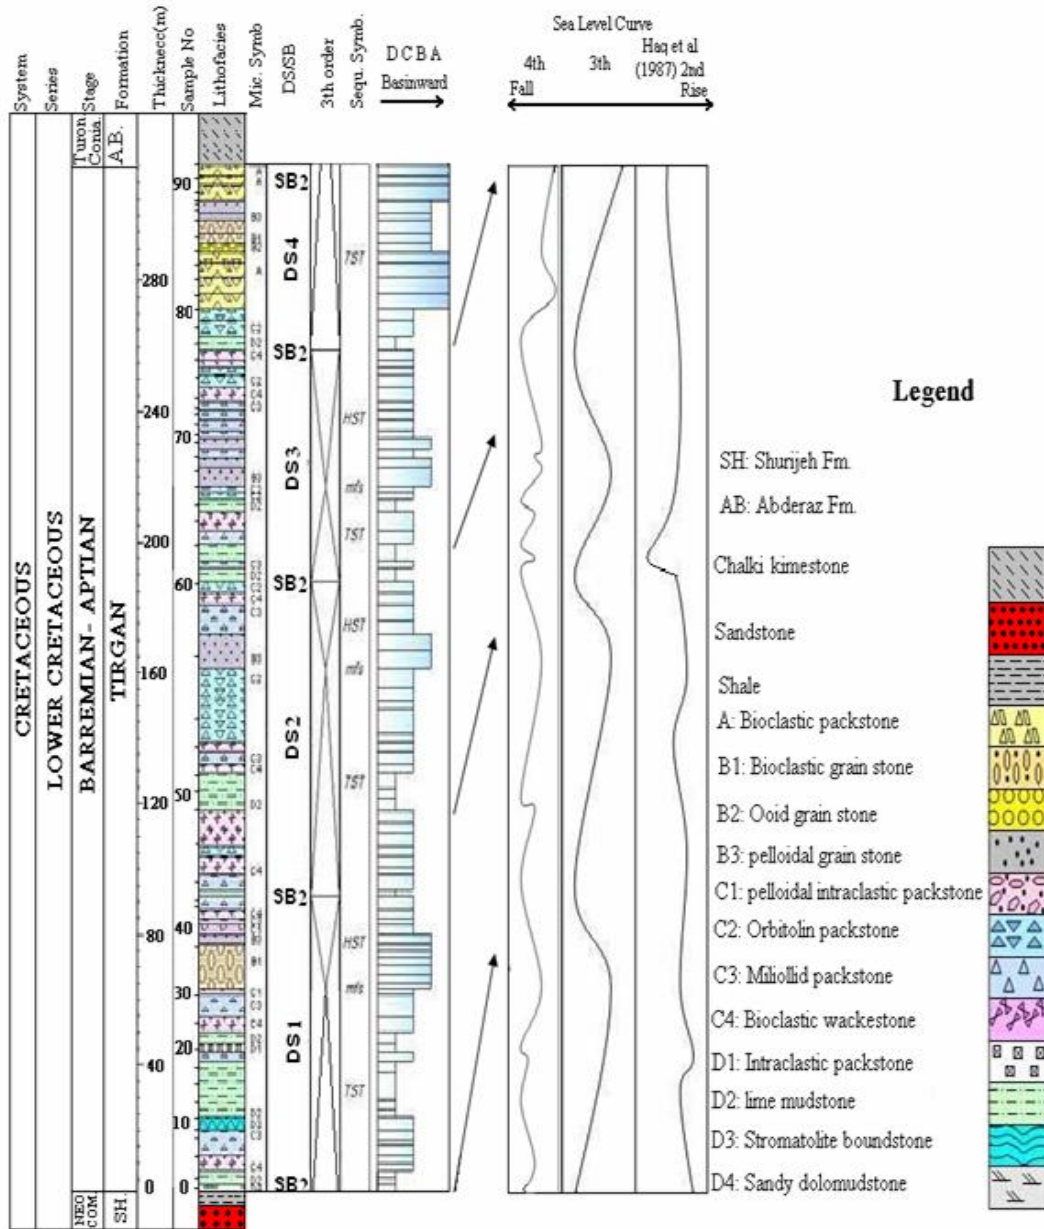 Sea Level Curve
System
Series
Stage
Formation
Thicknecc(m)
Sample No
Lithofacies
Mic. Symb
DS/SB
3th order
Sequ. Symb.
D C B A
Basinward
4th
3th
Haq et al
(1987) 2nd
Fall
Rise
Turon.
Conia.
A.B.
CRETACEOUS
LOWER CRETACEOUS
BARREMIAN- APTIAN
TIRGAN
NEO
COM.
SH.
280
240
200
160
120
80
40
0
90
80
70
60
50
40
30
20
10
0
SB2
DS4
SB2
DS3
SB2
DS2
SB2
DS1
SB2
TST
HST
mfs
TST
HST
mfs
TST
HST
mfs
TST
Legend
SH: Shurijeh Fm.
AB: Abderaz Fm.
Chalki kimestone
Sandstone
Shale
A: Bioclastic packstone
B1: Bioclastic grain stone
B2: Ooid grain stone
B3: pelloidal grain stone
C1: pelloidal intraclastic packstone
C2: Orbitolin packstone
C3: Miliollid packstone
C4: Bioclastic wackestone
D1: Intraclastic packstone
D2: lime mudstone
D3: Stromatolite boundstone
D4: Sandy dolomudstone